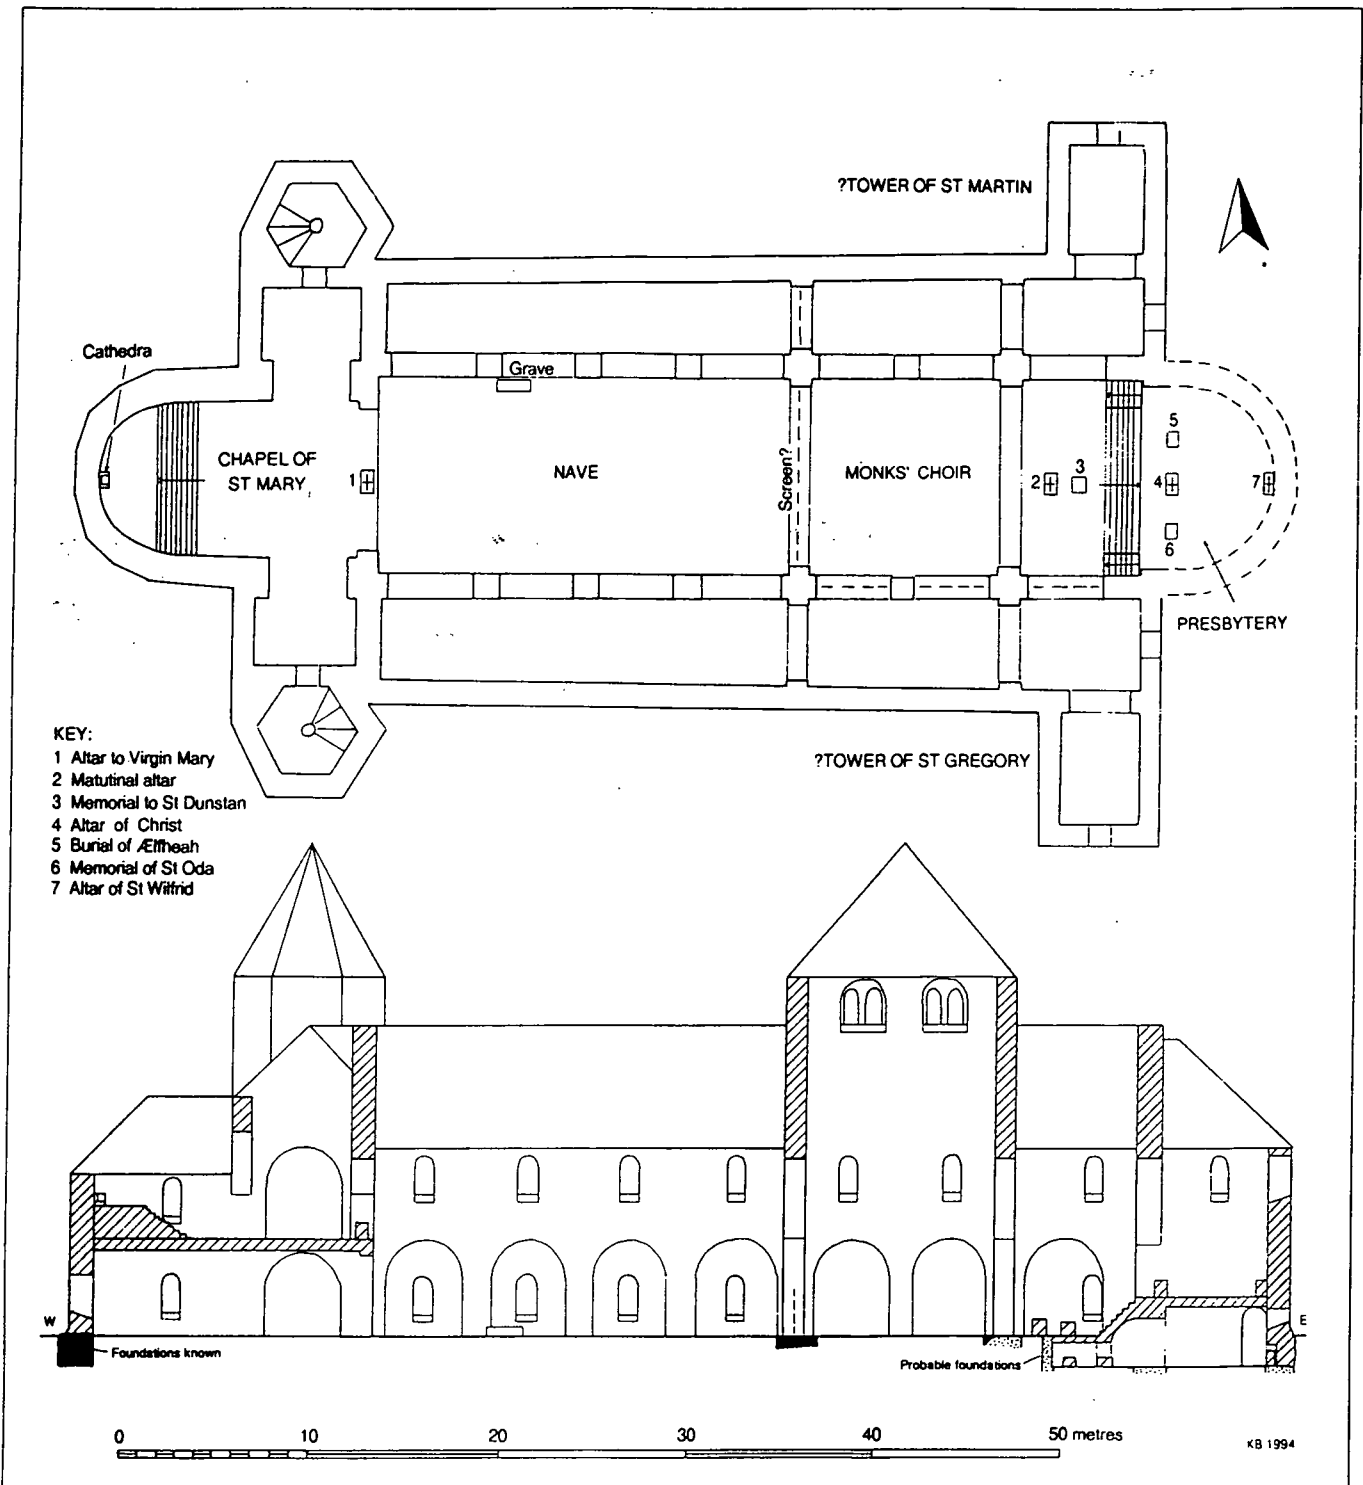 ?TOWER OF ST MARTIN
Cathedra
Grave
CHAPEL OF
ST MARY
1
NAVE
Screen?
MONKS' CHOIR
2
3
4
5
6
7
PRESBYTERY
?TOWER OF ST GREGORY
KEY:
1 Altar to Virgin Mary
2 Matutinal altar
3 Memorial to St Dunstan
4 Altar of Christ
5 Burial of Ælfheah
6 Memorial of St Oda
7 Altar of St Wilfrid
W
E
Foundations known
Probable foundations
0 10 20 30 40 50 metres
KB 1994